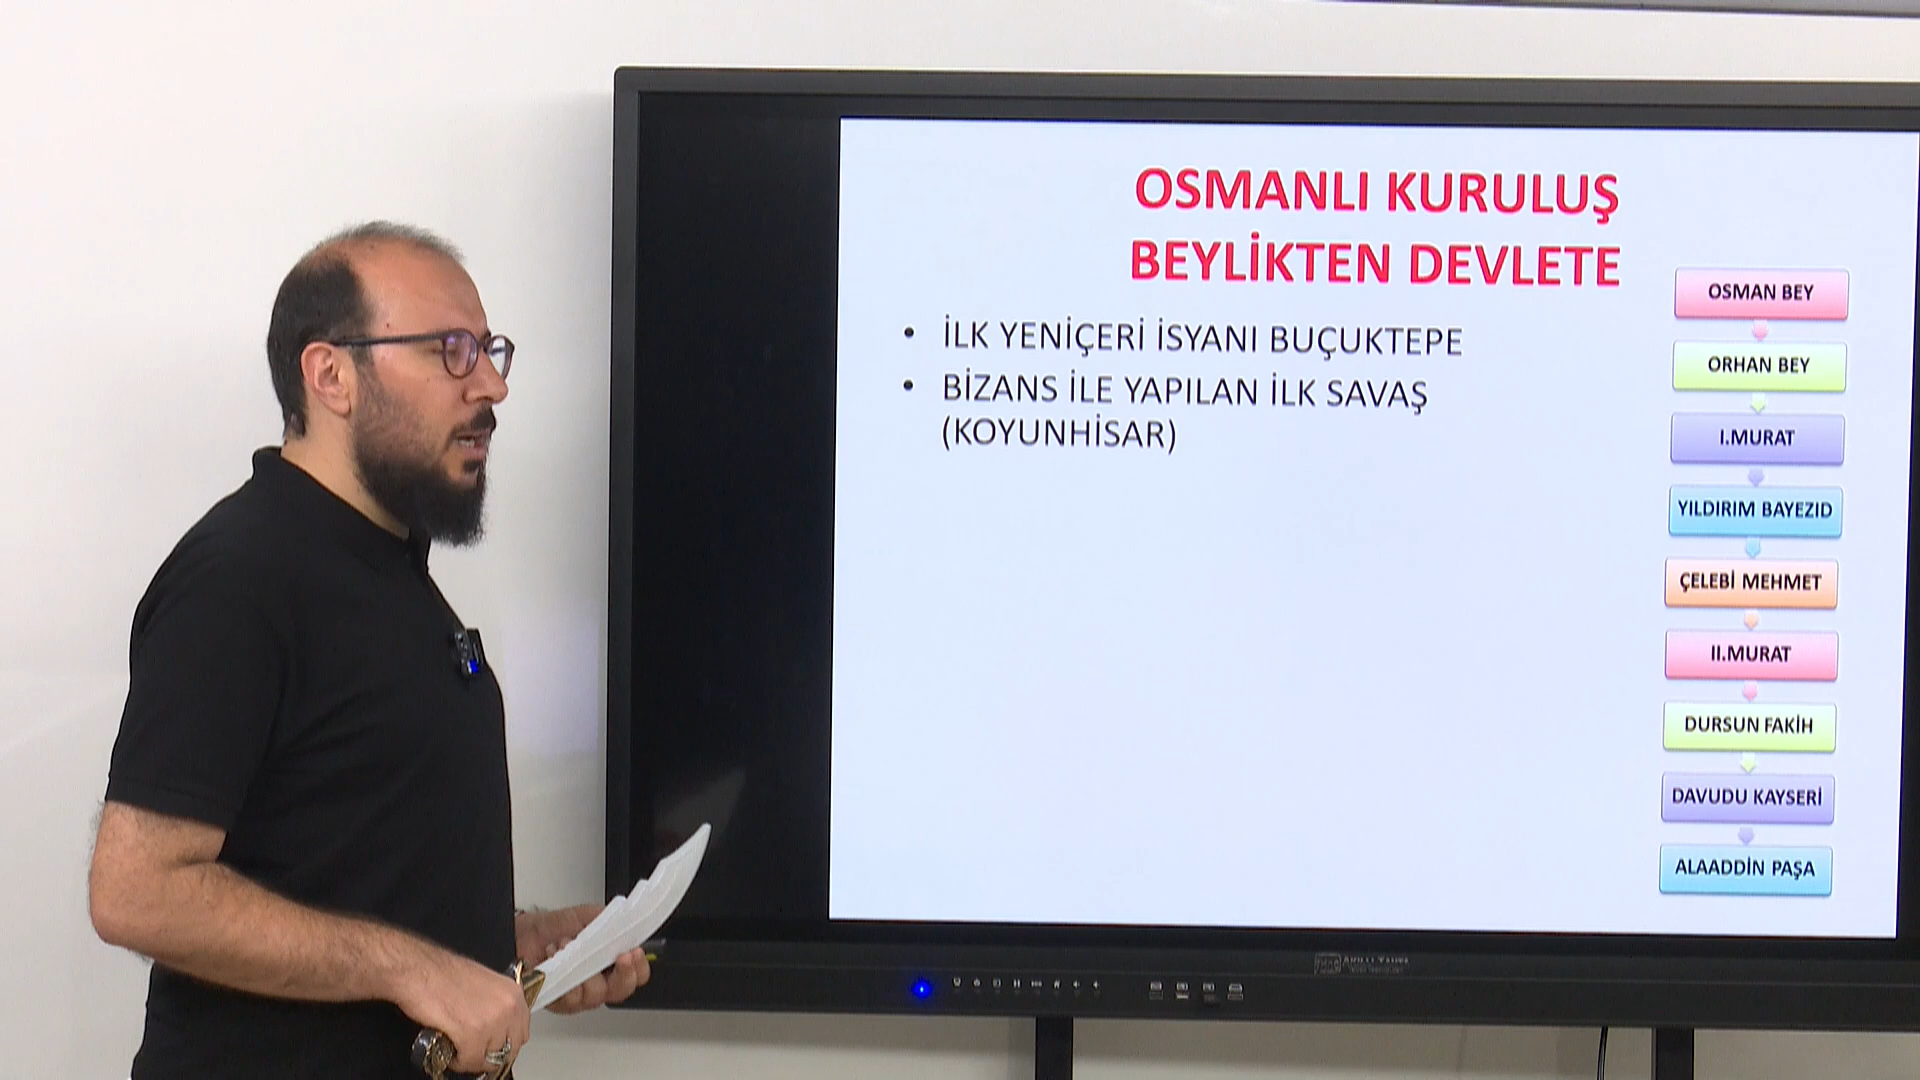 OSMANLI KURULUŞ
BEYLİKTEN DEVLETE
• İLK YENİÇERİ İSYANI BUÇUKTEPE
• BİZANS İLE YAPILAN İLK SAVAŞ
(KOYUNHİSAR)
OSMAN BEY
ORHAN BEY
I.MURAT
YILDIRIM BAYEZID
ÇELEBİ MEHMET
II.MURAT
DURSUN FAKİH
DAVUDU KAYSERİ
ALAADDİN PAŞA